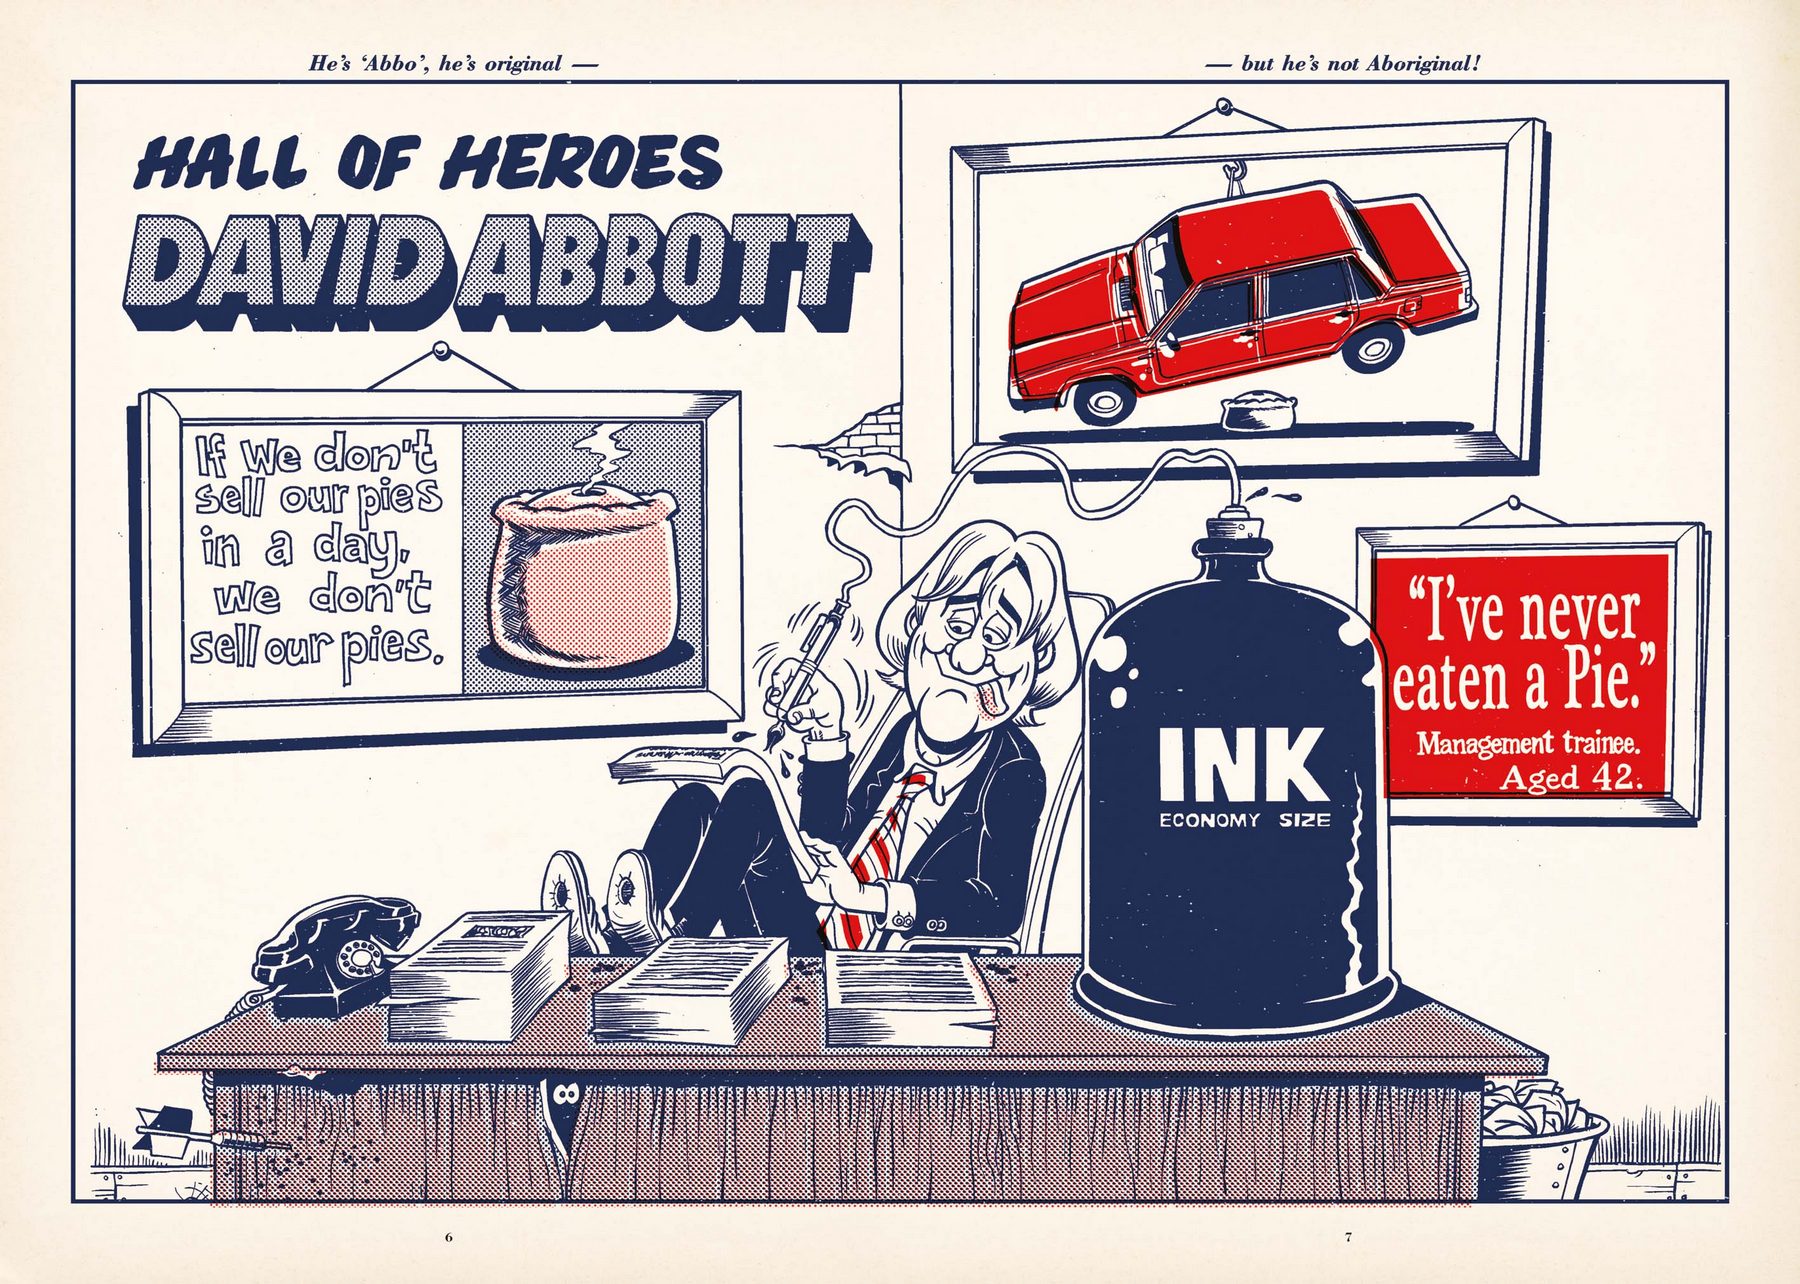 He's 'Abbo', he's original —
— but he's not Aboriginal!
HALL OF HEROES
DAVID ABBOTT
If We don't
sell our pies
in a day,
we don't
sell our pies.
"I've never
eaten a Pie."
Management trainee.
Aged 42.
INK
ECONOMY SIZE
6
7